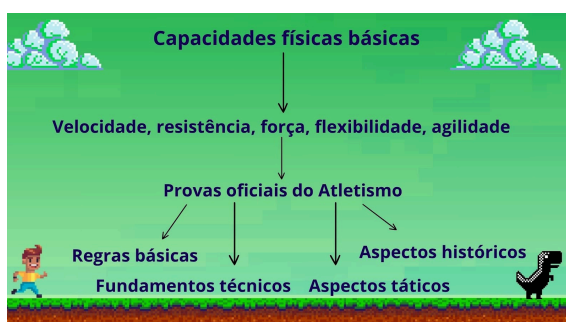 Capacidades físicas básicas
Velocidade, resistência, força, flexibilidade, agilidade
Provas oficiais do Atletismo
Regras básicas
Aspectos históricos
Fundamentos técnicos
Aspectos táticos